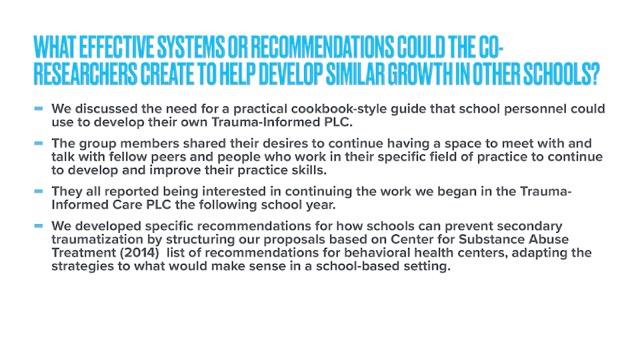 WHAT EFFECTIVE SYSTEMS OR RECOMMENDATIONS COULD THE CO-
RESEARCHERS CREATE TO HELP DEVELOP SIMILAR GROWTH IN OTHER SCHOOLS?
We discussed the need for a practical cookbook-style guide that school personnel could
use to develop their own Trauma-Informed PLC.
The group members shared their desires to continue having a space to meet with and
talk with fellow peers and people who work in their specific field of practice to continue
to develop and improve their practice skills.
They all reported being interested in continuing the work we began in the Trauma-
Informed Care PLC the following school year.
We developed specific recommendations for how schools can prevent secondary
traumatization by structuring our proposals based on Center for Substance Abuse
Treatment (2014) list of recommendations for behavioral health centers, adapting the
strategies to what would make sense in a school-based setting.